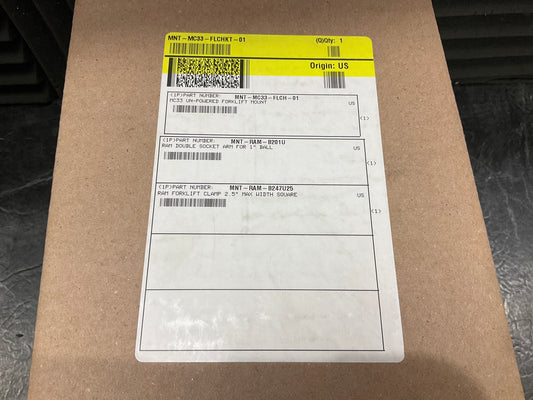 MNT-MC33-FLCHKT-01 (Q)Qty: 1
Origin: US
(1P)PART NUMBER: MNT-MC33-FLCH-01
MC33 UN-POWERED FORKLIFT MOUNT US
(1)
(1P)PART NUMBER: MNT-RAM-B201U
RAM DOUBLE SOCKET ARM FOR 1" BALL US
(1)
(1P)PART NUMBER: MNT-RAM-B247U25
RAM FORKLIFT CLAMP 2.5" MAX WIDTH SQUARE US
(1)